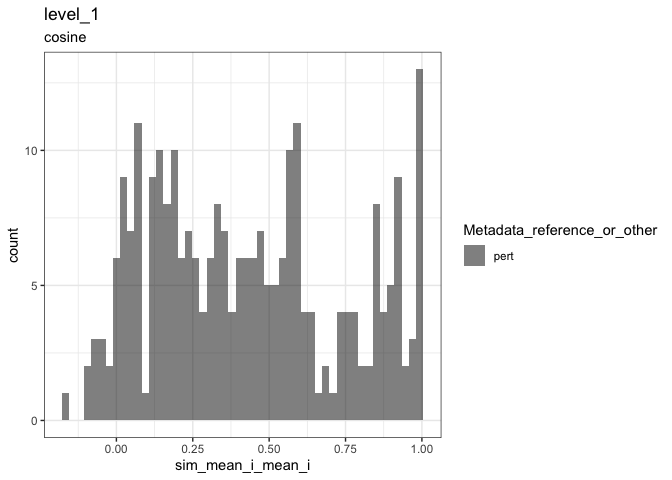 level_1
cosine
10
5
0
count
0.00 0.25 0.50 0.75 1.00
sim_mean_i_mean_i
Metadata_reference_or_other
pert